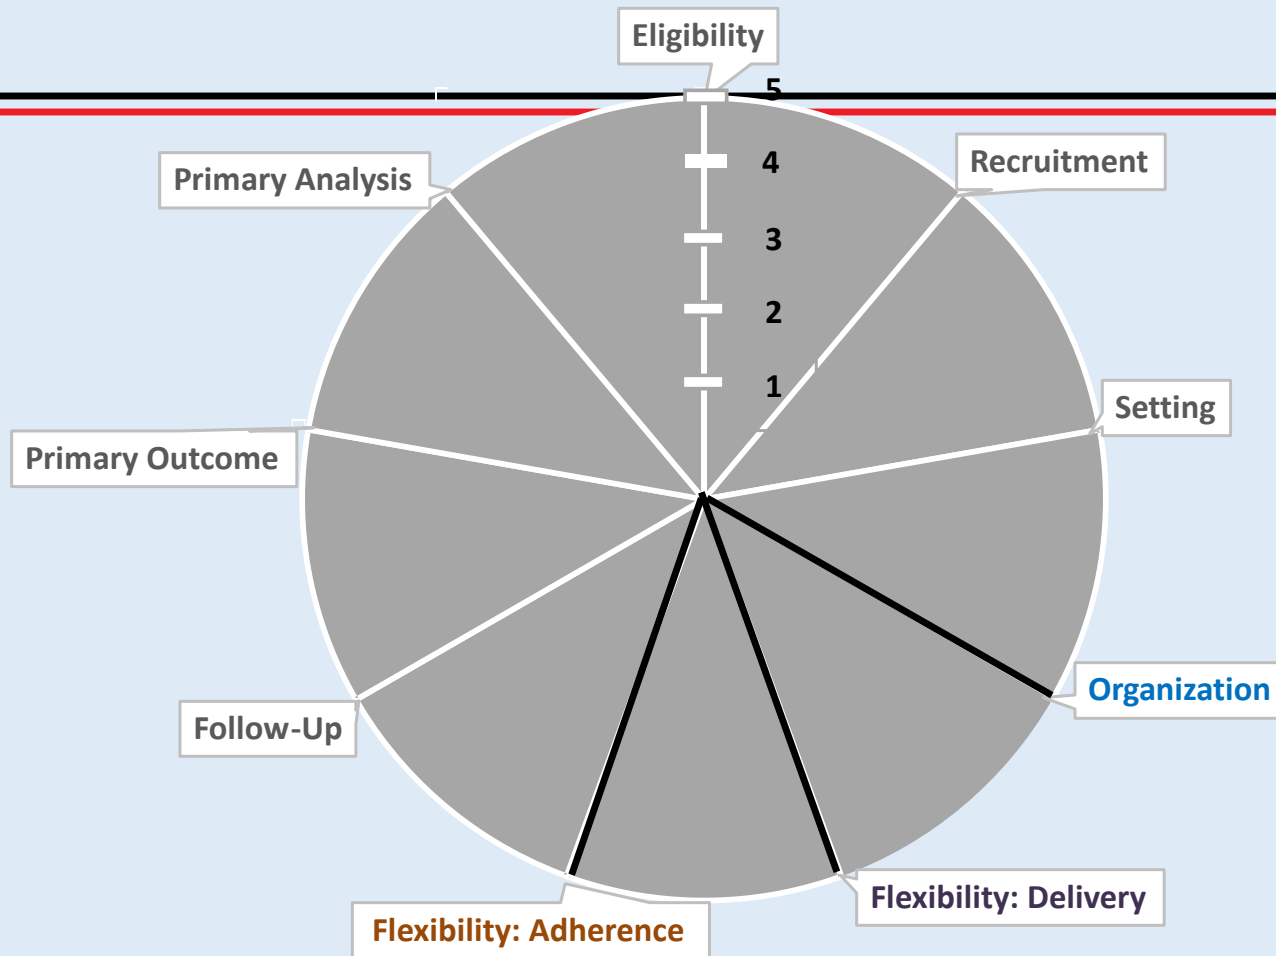 Eligibility
5
Recruitment
4
Primary Analysis
3
2
1
Setting
Primary Outcome
Organization
Follow-Up
Flexibility: Delivery
Flexibility: Adherence